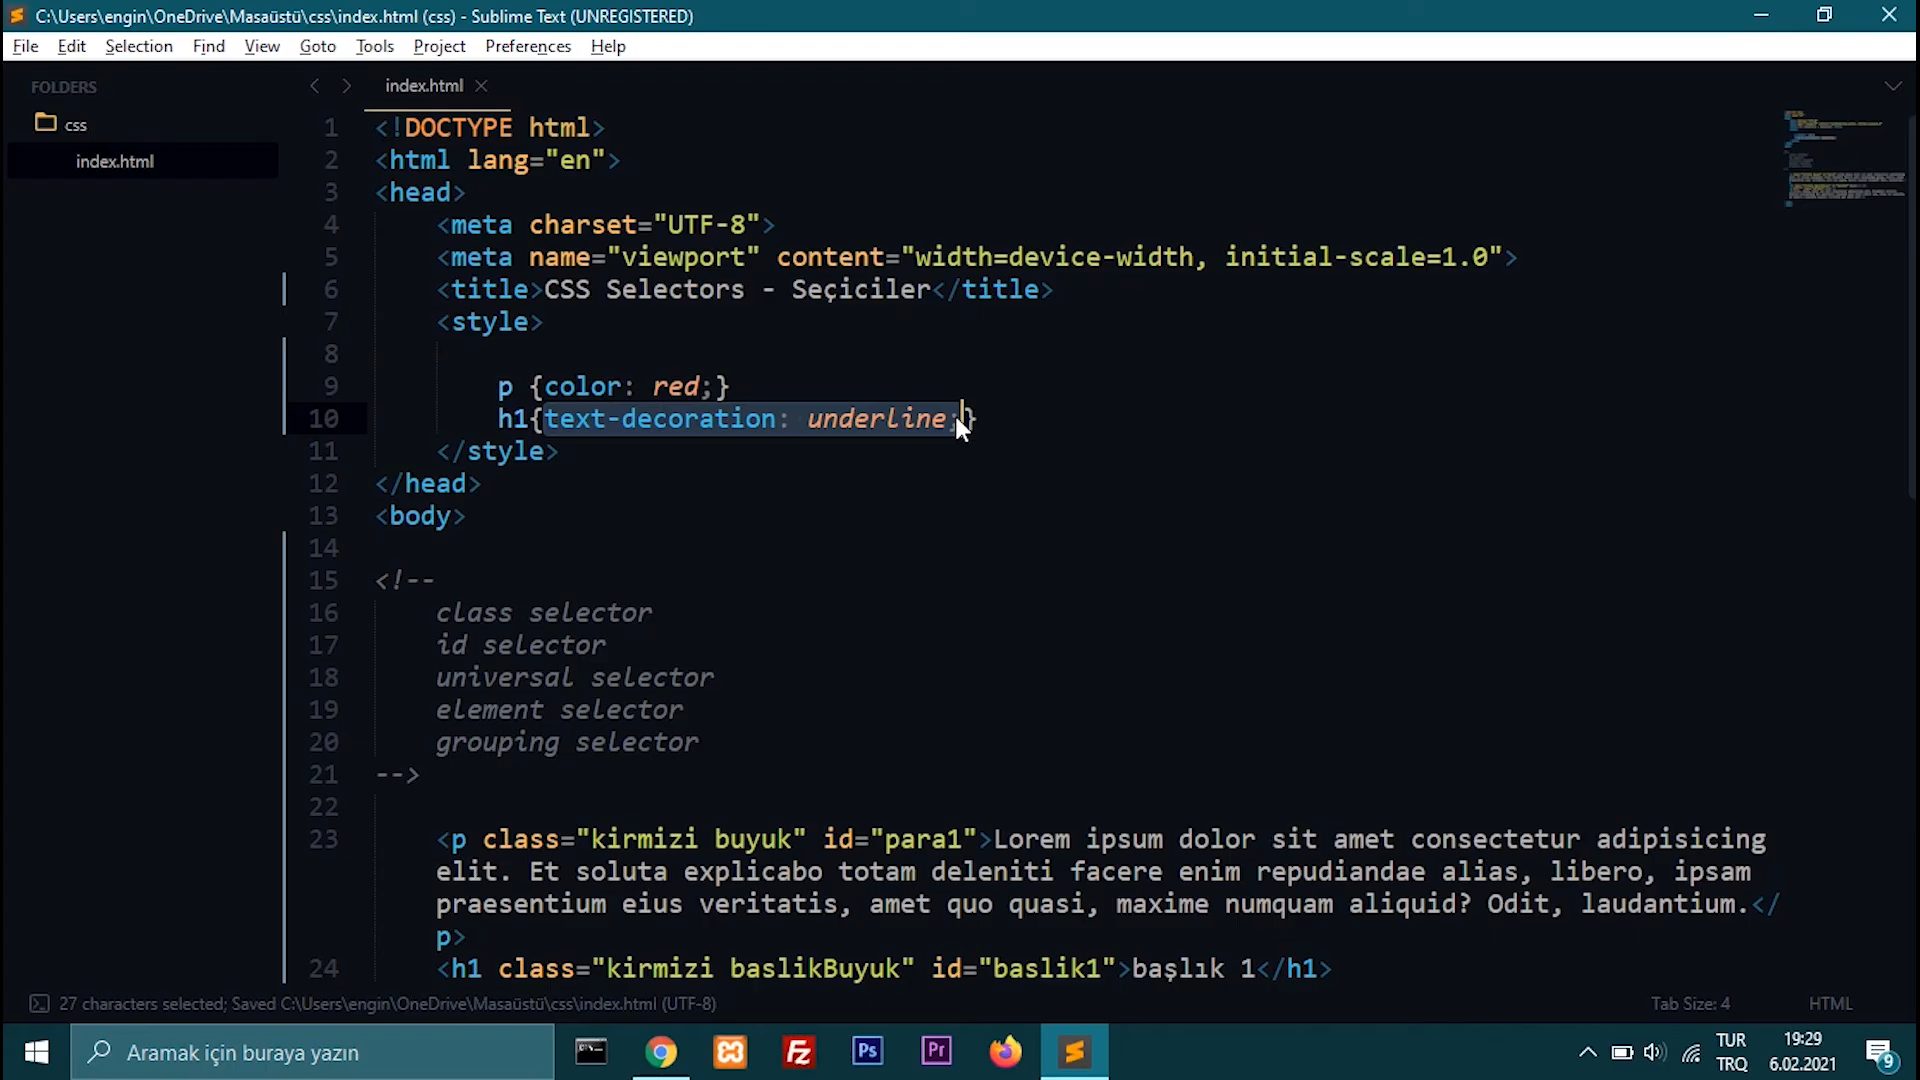 C:\Users\engin\OneDrive\Masaüstü\css\index.html (css) - Sublime Text (UNREGISTERED)
File Edit Selection Find View Goto Tools Project Preferences Help
FOLDERS
css
index.html
index.html
1 <!DOCTYPE html>
2 <html lang="en">
3 <head>
4 <meta charset="UTF-8">
5 <meta name="viewport" content="width=device-width, initial-scale=1.0">
6 <title>CSS Selectors - Seçiciler</title>
7 <style>
8
9 p {color: red;}
10 h1{text-decoration: underline;}
11 </style>
12 </head>
13 <body>
14
15 <!--
16 class selector
17 id selector
18 universal selector
19 element selector
20 grouping selector
21 -->
22
23 <p class="kirmizi buyuk" id="para1">Lorem ipsum dolor sit amet consectetur adipisicing
elit. Et soluta explicabo totam deleniti facere enim repudiandae alias, libero, ipsam
praesentium eius veritatis, amet quo quasi, maxime numquam aliquid? Odit, laudantium.</
p>
24 <h1 class="kirmizi baslikBuyuk" id="baslik1">başlık 1</h1>
27 characters selected; Saved C:\Users\engin\OneDrive\Masaüstü\css\index.html (UTF-8)
Tab Size: 4
HTML
Aramak için buraya yazın
Fz
Ps
Pr
TUR
TRQ
19:29
6.02.2021
9